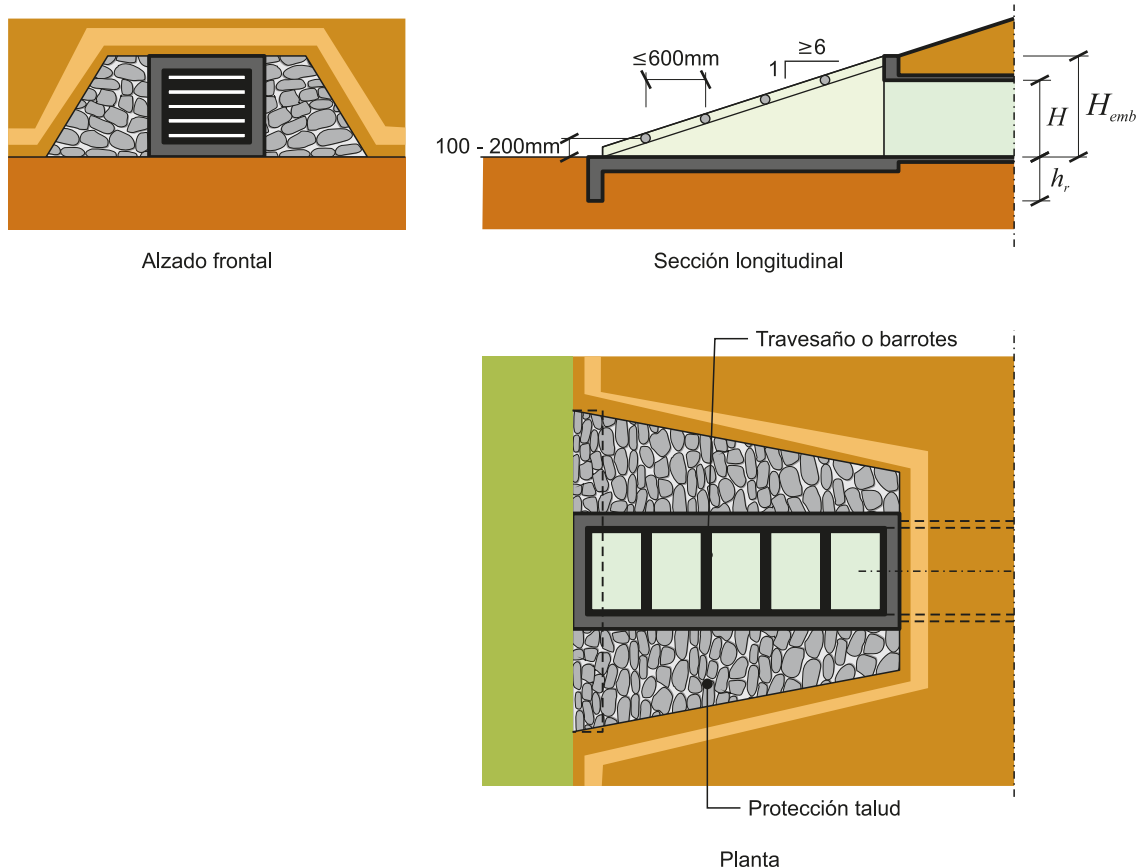 ≤600mm
≥6
1
100 - 200mm
H
H_emb
h_r
Alzado frontal
Sección longitudinal
Travesaño o barrotes
Protección talud
Planta